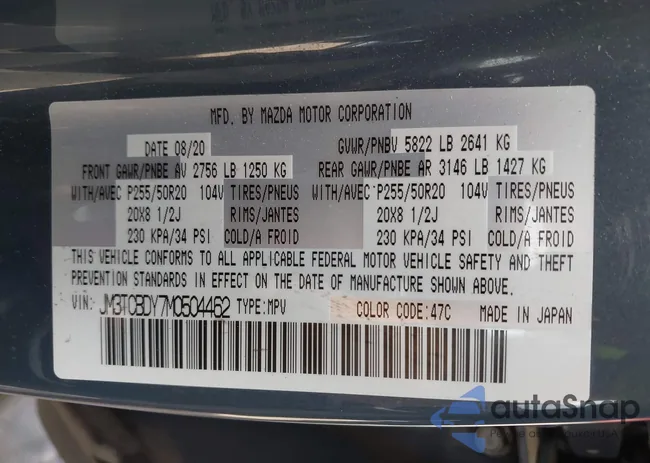 MFD. BY MAZDA MOTOR CORPORATION
DATE 08/20 GVWR/PNBV 5822 LB 2641 KG
FRONT GAWR/PNBE AV 2756 LB 1250 KG REAR GAWR/PNBE AR 3146 LB 1427 KG
WITH/AVEC P255/50R20 104V TIRES/PNEUS WITH/AVEC P255/50R20 104V TIRES/PNEUS
20X8 1/2J RIMS/JANTES 20X8 1/2J RIMS/JANTES
230 KPA/34 PSI COLD/A FROID 230 KPA/34 PSI COLD/A FROID
THIS VEHICLE CONFORMS TO ALL APPLICABLE FEDERAL MOTOR VEHICLE SAFETY AND THEFT
PREVENTION STANDARDS IN EFFECT ON THE DATE OF MANUFACTURE SHOWN ABOVE.
VIN: JM3TCBDY7M0504462 TYPE:MPV COLOR CODE:47C MADE IN JAPAN
autoSnap